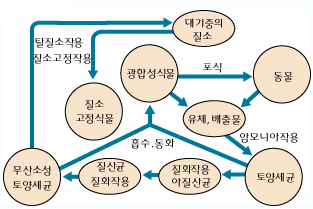 대기중의
질소
탈질소작용
질소고정작용
광합성식물
포식
동물
질소
고정식물
유체, 배출물
암모니아작용
흡수·동화
무산소성
토양세균
질산균
질화작용
질화작용
아질산균
토양세균